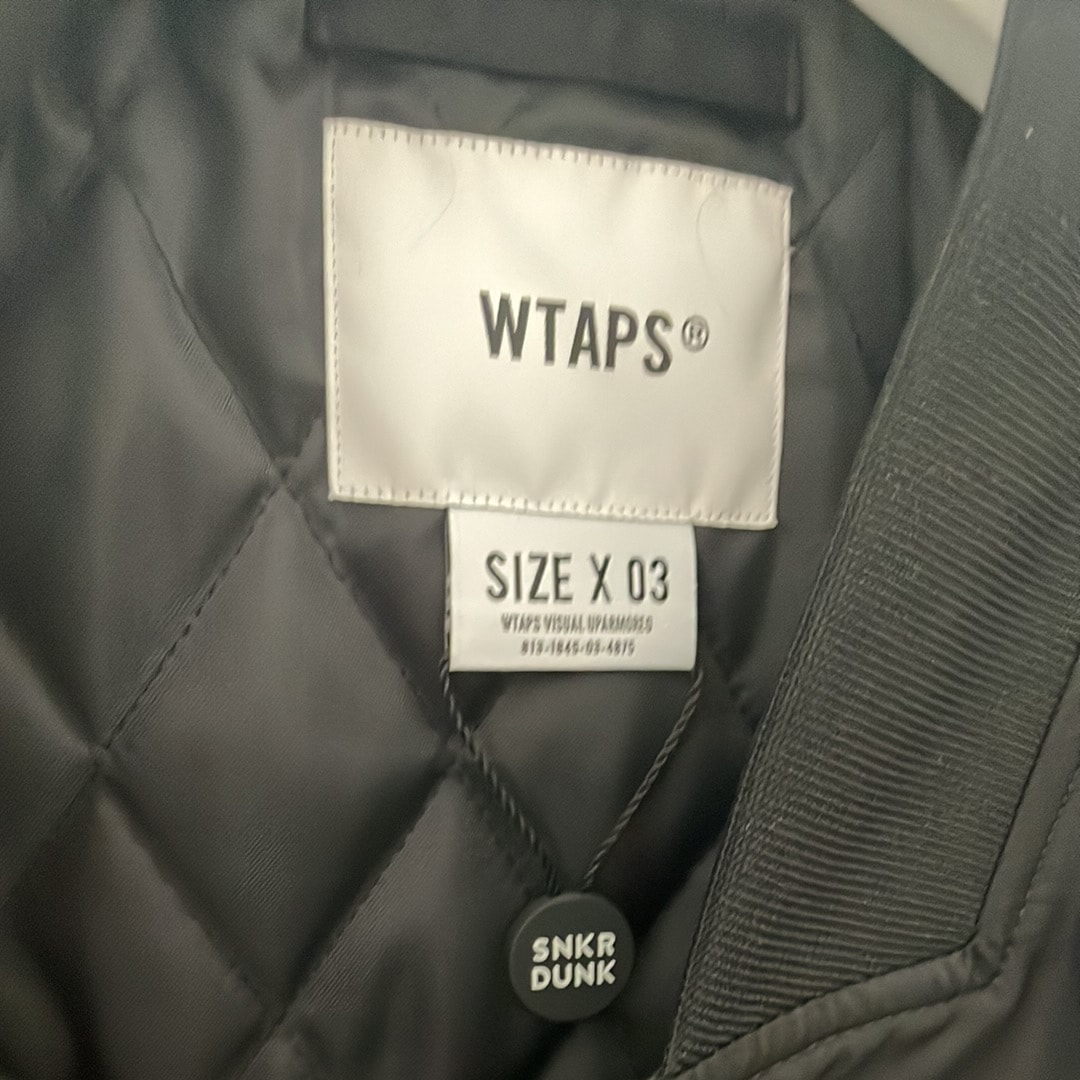 WTAPS®
SIZE X 03
WTAPS VISUAL UPARMORED
SNKR
DUNK